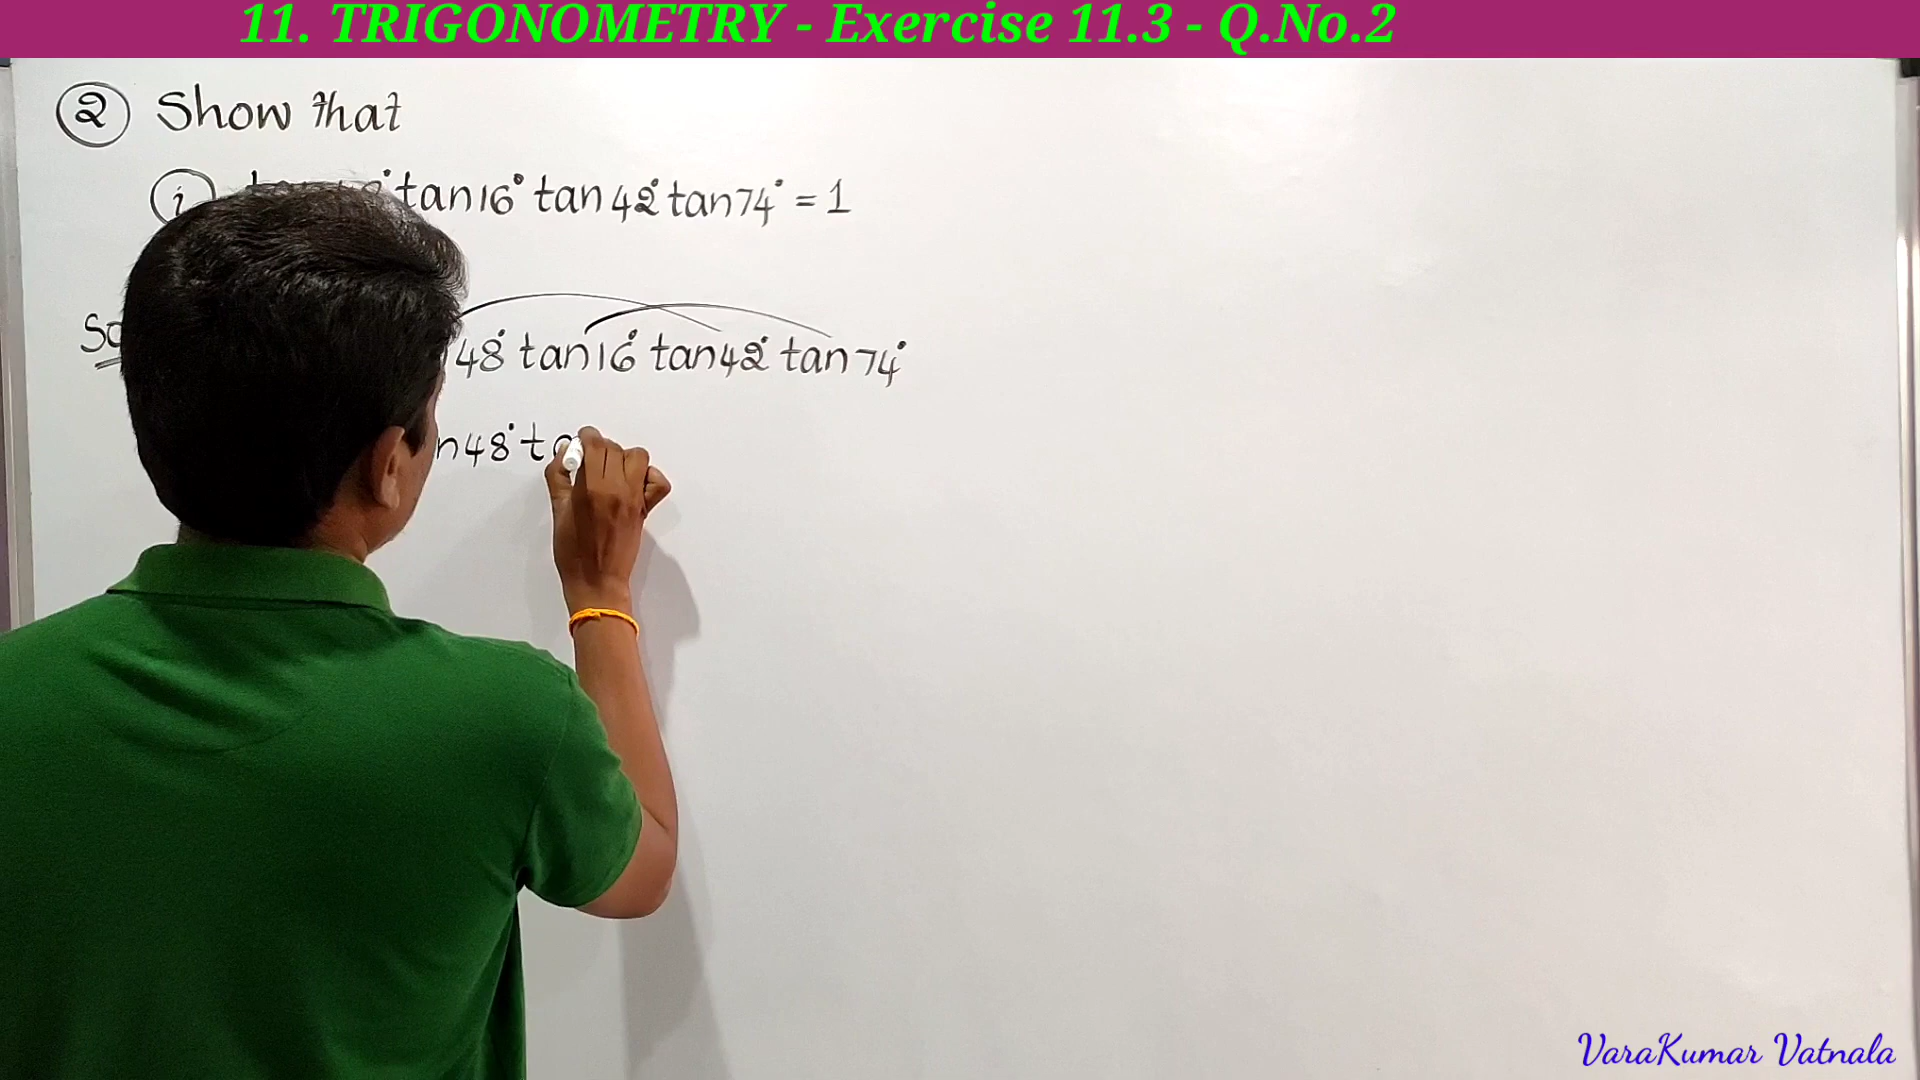 11. TRIGONOMETRY - Exercise 11.3 - Q.No.2
② Show that
i tan16° tan42° tan74° = 1
48° tan16° tan42° tan74°
n48°
VaraKumar Vatnala